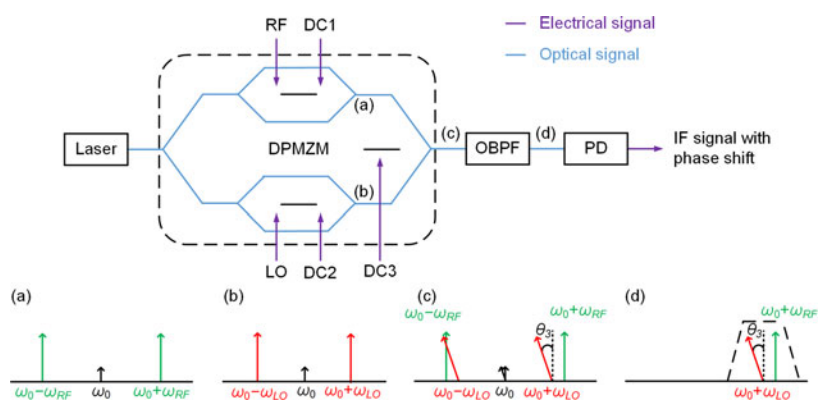 RF DC1
Electrical signal
Optical signal
(a)
(c) (d)
Laser
DPMZM
OBPF
PD
IF signal with
phase shift
(b)
LO DC2 DC3
(a) (b) (c) (d)
ω0−ωRF
ω0+ωRF
ω0+ωRF
θ3
θ3
ω0−ωRF ω0 ω0+ωRF
ω0−ωLO ω0 ω0+ωLO
ω0−ωLO ω0 ω0+ωLO
ω0+ωLO